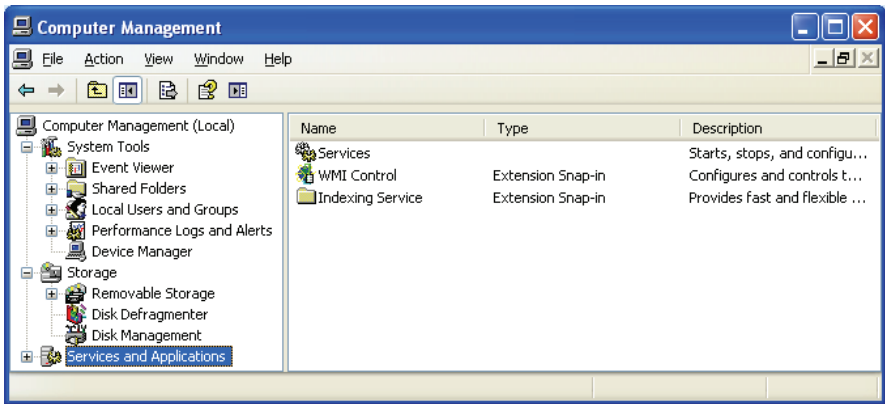 Computer Management
File Action View Window Help
Computer Management (Local)
System Tools
Event Viewer
Shared Folders
Local Users and Groups
Performance Logs and Alerts
Device Manager
Storage
Removable Storage
Disk Defragmenter
Disk Management
Services and Applications
Name Type Description
Services Starts, stops, and configu...
WMI Control Extension Snap-in Configures and controls t...
Indexing Service Extension Snap-in Provides fast and flexible ...